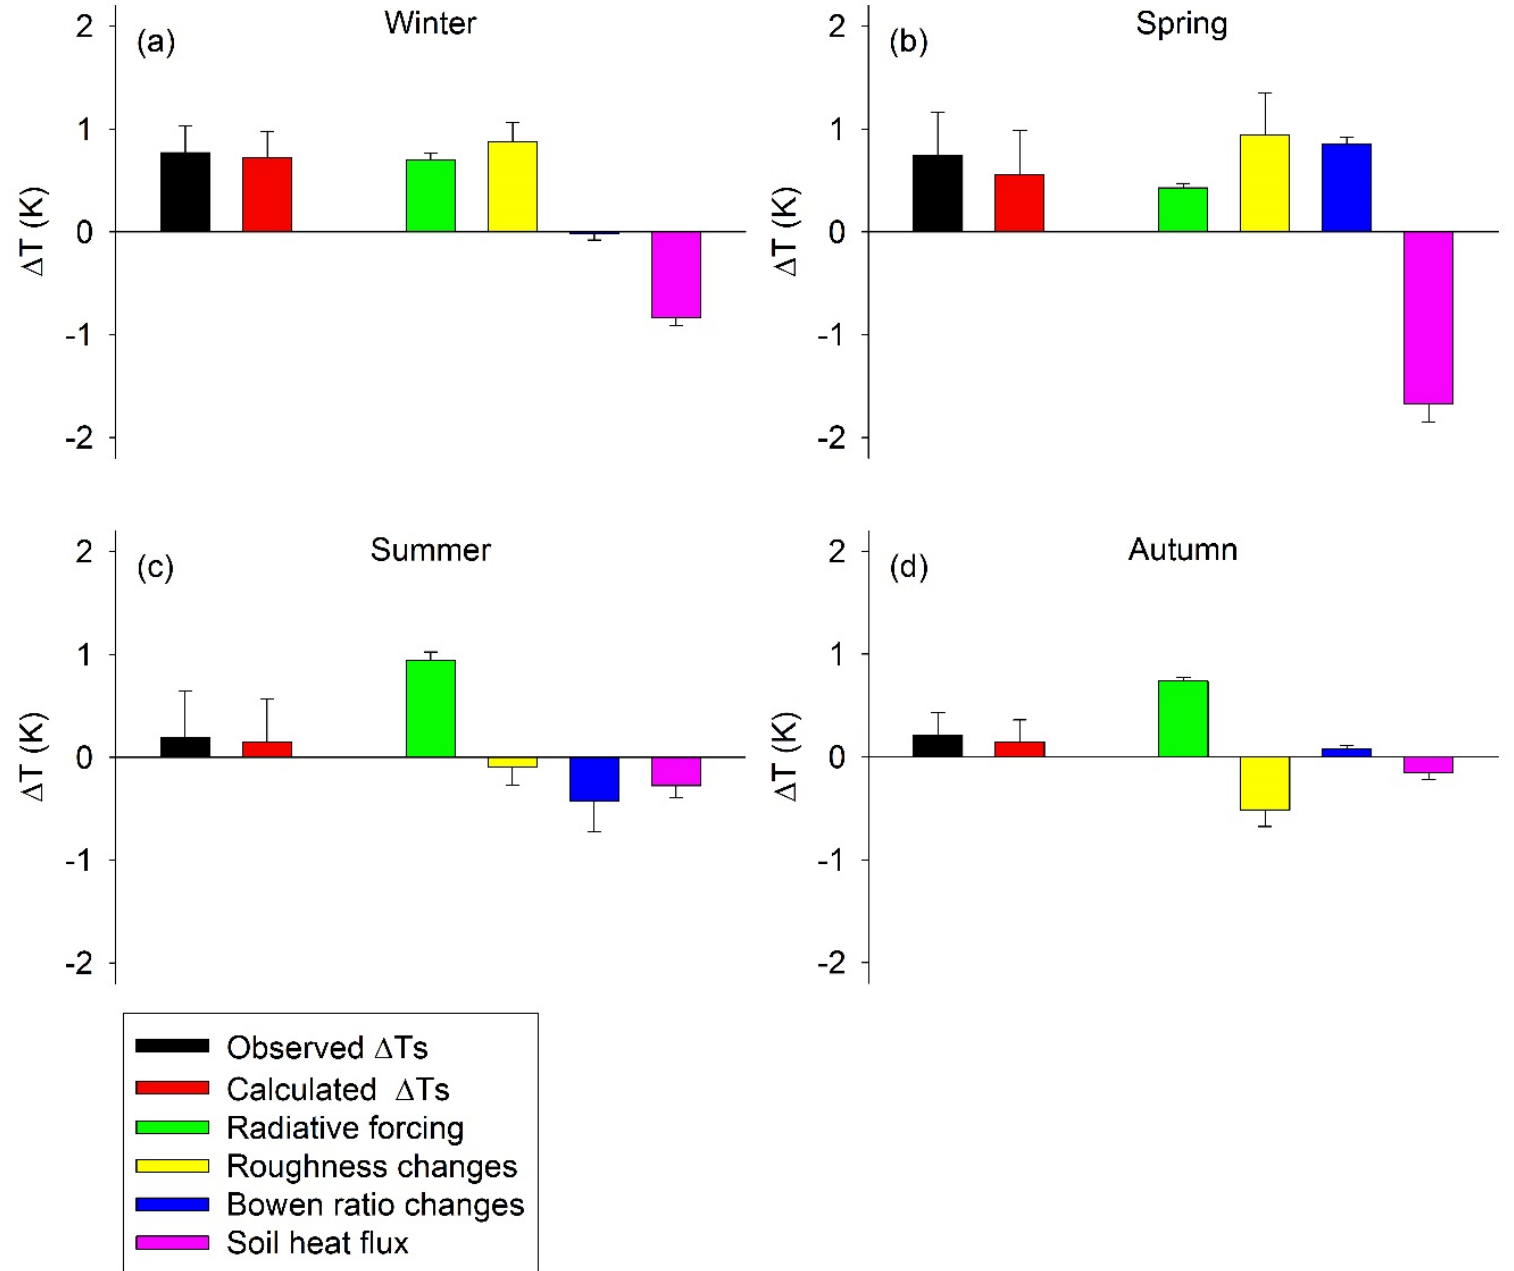 (a) Winter
2
1
0
-1
-2
ΔT (K)
(b) Spring
2
1
0
-1
-2
ΔT (K)
(c) Summer
2
1
0
-1
-2
ΔT (K)
(d) Autumn
2
1
0
-1
-2
ΔT (K)
Observed ΔTs
Calculated ΔTs
Radiative forcing
Roughness changes
Bowen ratio changes
Soil heat flux